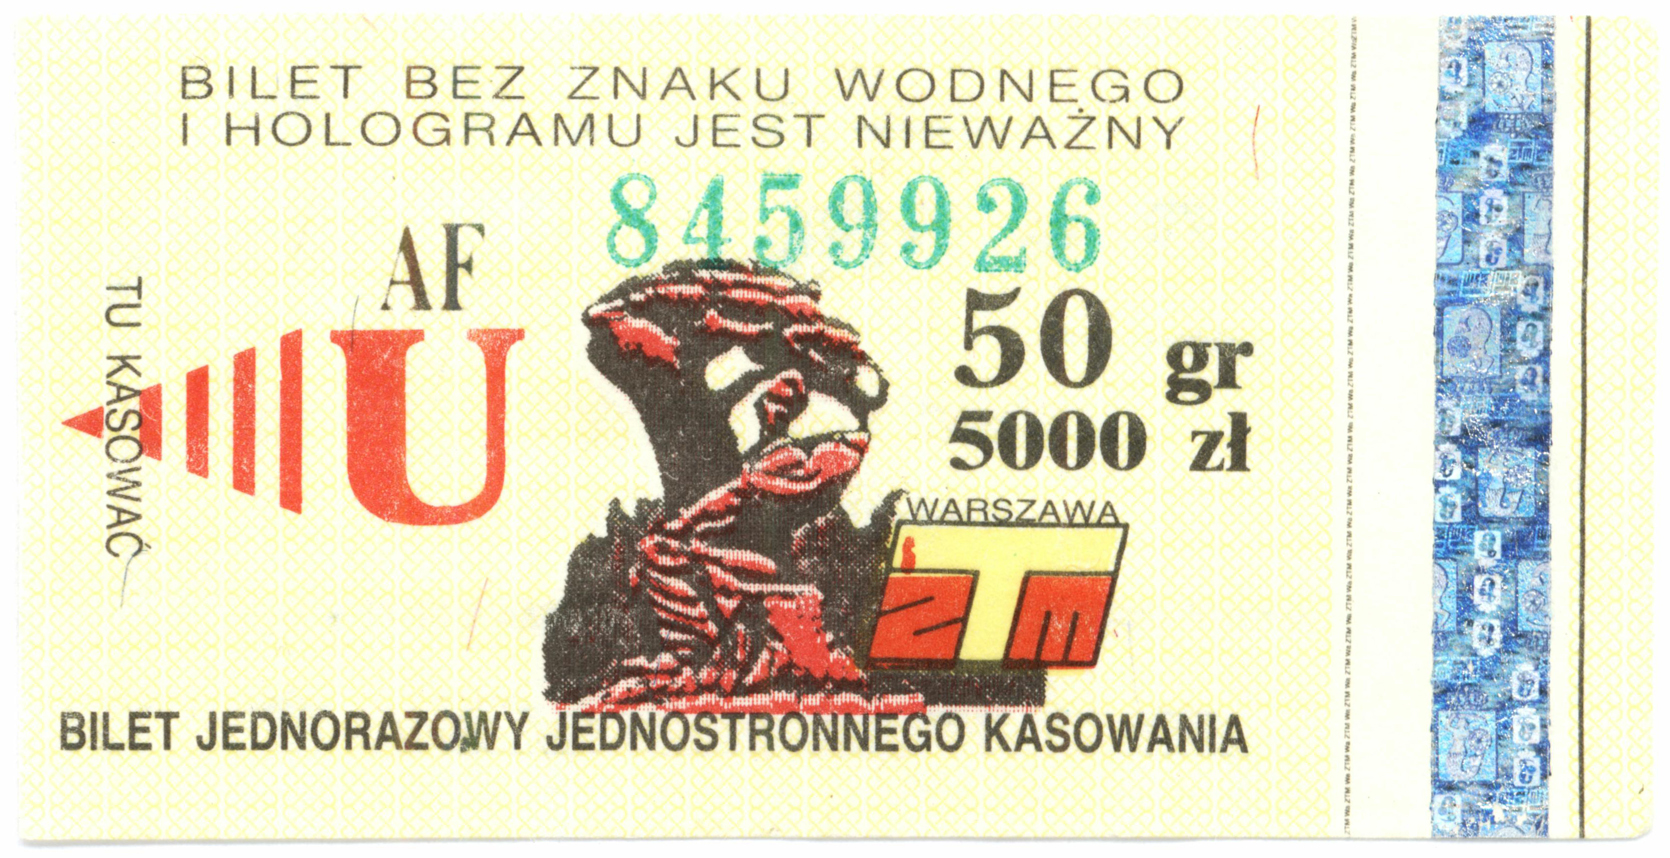 BILET BEZ ZNAKU WODNEGO
I HOLOGRAMU JEST NIEWAŻNY
8459926
AF
U
TU KASOWAĆ
50 gr
5000 zł
WARSZAWA
ZTM
BILET JEDNORAZOWY JEDNOSTRONNEGO KASOWANIA